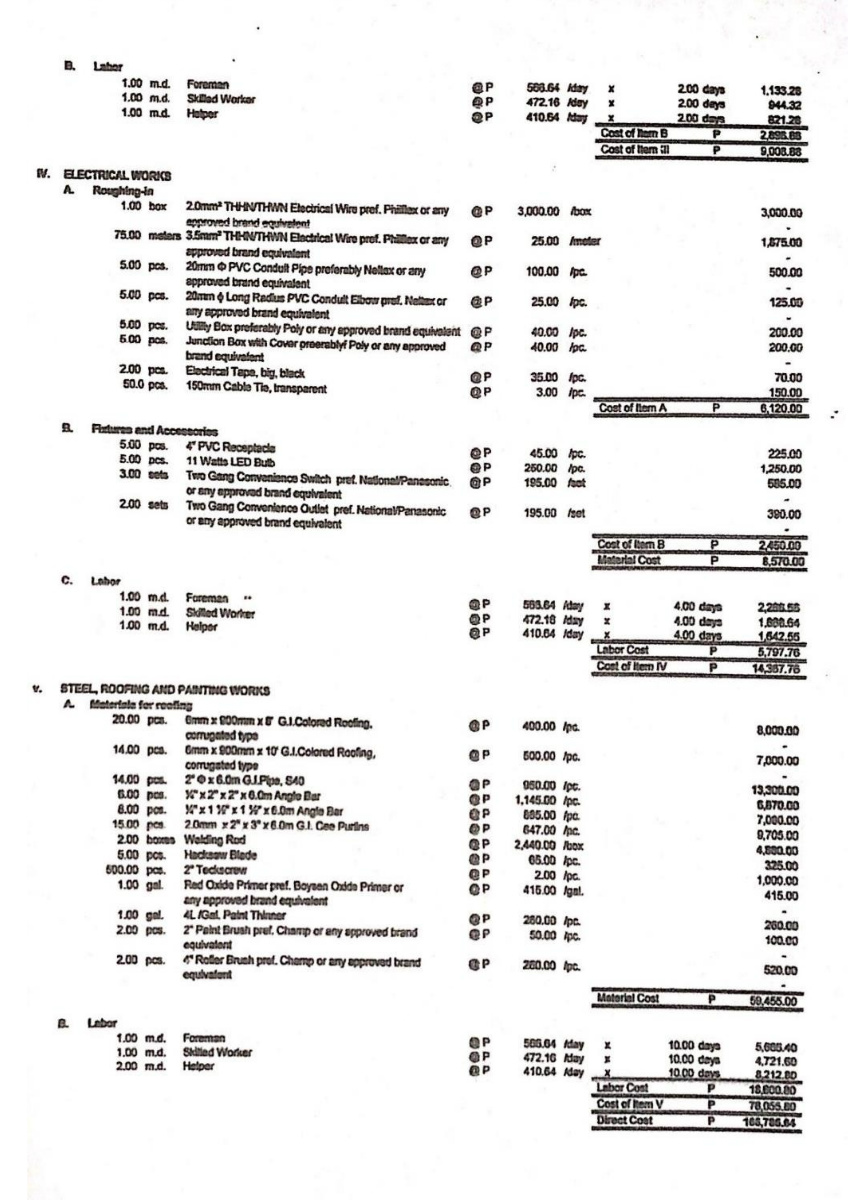 B. Labor
1.00 m.d. Foreman @ P 566.64 /day x 2.00 days 1,133.28
1.00 m.d. Skilled Worker @ P 472.16 /day x 2.00 days 944.32
1.00 m.d. Helper @ P 410.64 /day x 2.00 days 821.28
Cost of Item B P 2,898.88
Cost of Item III P 9,008.88
IV. ELECTRICAL WORKS
A. Roughing-in
1.00 box 2.0mm² THHN/THWN Electrical Wire pref. Philflex or any @ P 3,000.00 /box 3,000.00
approved brand equivalent -
75.00 meters 3.5mm² THHN/THWN Electrical Wire pref. Philflex or any @ P 25.00 /meter 1,875.00
approved brand equivalent -
5.00 pcs. 20mm Φ PVC Conduit Pipe preferably Neltex or any @ P 100.00 /pc. 500.00
approved brand equivalent -
5.00 pcs. 20mm ϕ Long Radius PVC Conduit Elbow pref. Neltex or @ P 25.00 /pc. 125.00
any approved brand equivalent -
5.00 pcs. Utility Box preferably Poly or any approved brand equivalent @ P 40.00 /pc. 200.00
5.00 pcs. Junction Box with Cover preerablyf Poly or any approved @ P 40.00 /pc. 200.00
brand equivalent -
2.00 pcs. Electrical Tape, big, black @ P 35.00 /pc. 70.00
50.0 pcs. 150mm Cable Tie, transparent @ P 3.00 /pc. 150.00
Cost of Item A P 6,120.00
B. Fixtures and Accessories
5.00 pcs. 4" PVC Receptacle @ P 45.00 /pc. 225.00
5.00 pcs. 11 Watts LED Bulb @ P 250.00 /pc. 1,250.00
3.00 sets Two Gang Convenience Switch pref. National/Panasonic @ P 195.00 /set 585.00
or any approved brand equivalent -
2.00 sets Two Gang Convenience Outlet pref. National/Panasonic @ P 195.00 /set 390.00
or any approved brand equivalent -
Cost of Item B P 2,450.00
Material Cost P 8,570.00
C. Labor
1.00 m.d. Foreman @ P 566.64 /day x 4.00 days 2,266.56
1.00 m.d. Skilled Worker @ P 472.16 /day x 4.00 days 1,888.64
1.00 m.d. Helper @ P 410.64 /day x 4.00 days 1,642.56
Labor Cost P 5,797.76
Cost of Item IV P 14,367.76
V. STEEL, ROOFING AND PAINTING WORKS
A. Materials for roofing
20.00 pcs. 6mm x 900mm x 8' G.I.Colored Roofing, @ P 400.00 /pc. 8,000.00
corrugated type -
14.00 pcs. 6mm x 900mm x 10' G.I.Colored Roofing, @ P 500.00 /pc. 7,000.00
corrugated type -
14.00 pcs. 2" Φ x 6.0m G.I.Pipe, S40 @ P 950.00 /pc. 13,300.00
6.00 pcs. ¼" x 2" x 2" x 6.0m Angle Bar @ P 1,145.00 /pc. 6,870.00
8.00 pcs. ¼" x 1 ½" x 1 ½" x 6.0m Angle Bar @ P 885.00 /pc. 7,080.00
15.00 pcs 2.0mm x 2" x 3" x 6.0m G.I. Cee Purlins @ P 647.00 /pc. 9,705.00
2.00 boxes Welding Rod @ P 2,440.00 /box 4,880.00
5.00 pcs. Hacksaw Blade @ P 65.00 /pc. 325.00
500.00 pcs. 2" Teckscrew @ P 2.00 /pc. 1,000.00
1.00 gal. Red Oxide Primer pref. Boysen Oxide Primer or @ P 415.00 /gal. 415.00
any approved brand equivalent -
1.00 gal. 4L /Gal. Paint Thinner @ P 260.00 /pc. 260.00
2.00 pcs. 2" Paint Brush pref. Champ or any approved brand @ P 50.00 /pc. 100.00
equivalent -
2.00 pcs. 4" Roller Brush pref. Champ or any approved brand @ P 260.00 /pc. 520.00
equivalent -
Material Cost P 59,455.00
B. Labor
1.00 m.d. Foreman @ P 566.64 /day x 10.00 days 5,666.40
1.00 m.d. Skilled Worker @ P 472.16 /day x 10.00 days 4,721.60
2.00 m.d. Helper @ P 410.64 /day x 10.00 days 8,212.80
Labor Cost P 18,600.80
Cost of Item V P 78,055.80
Direct Cost P